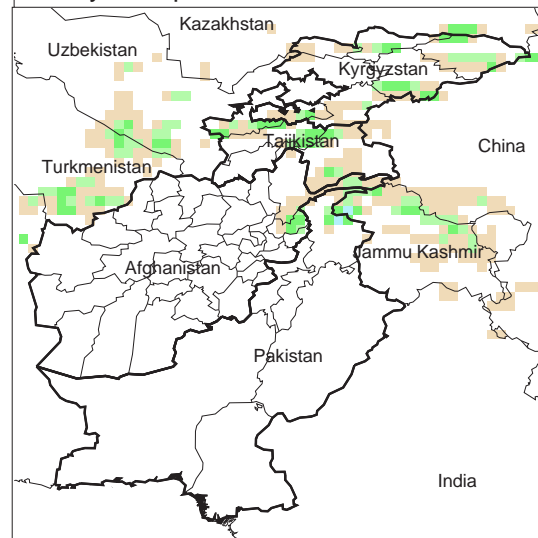 Kazakhstan
Uzbekistan
Kyrgyzstan
Tajikistan
China
Turkmenistan
Jammu Kashmir
Afghanistan
Pakistan
India